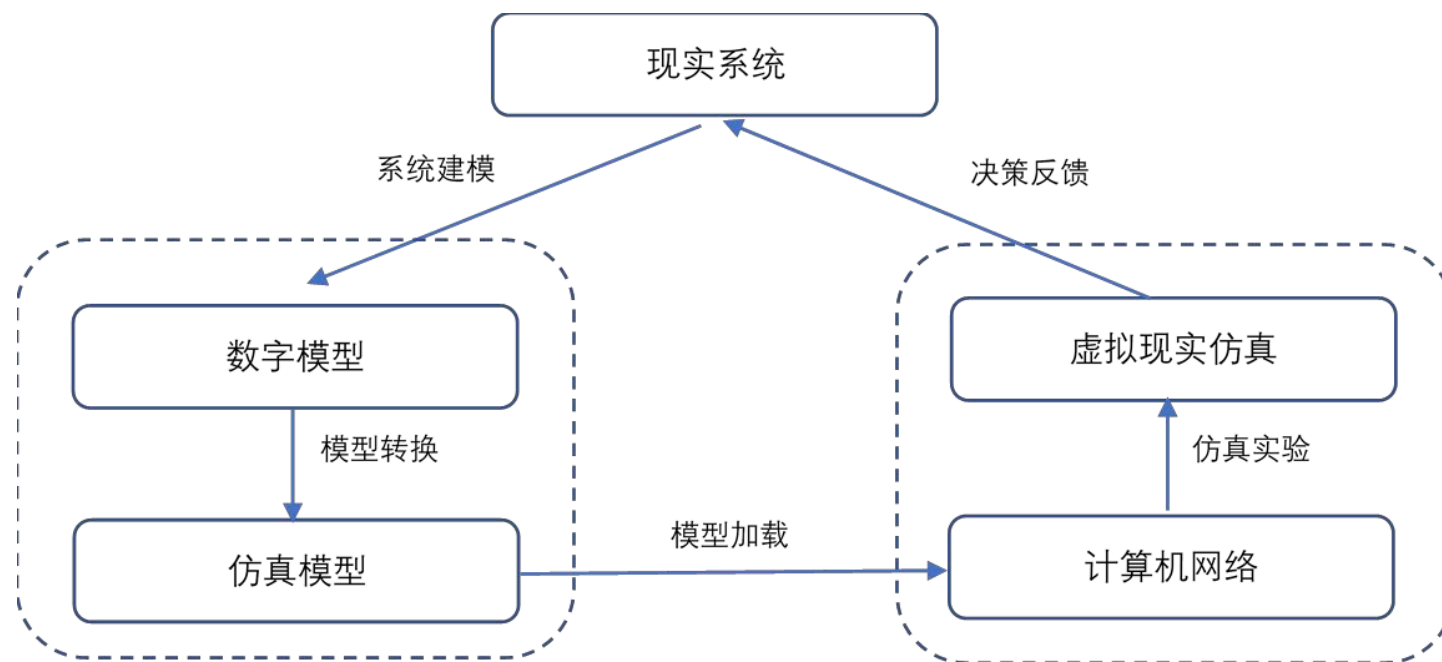 现实系统
系统建模
决策反馈
数字模型
虚拟现实仿真
模型转换
仿真实验
模型加载
仿真模型
计算机网络